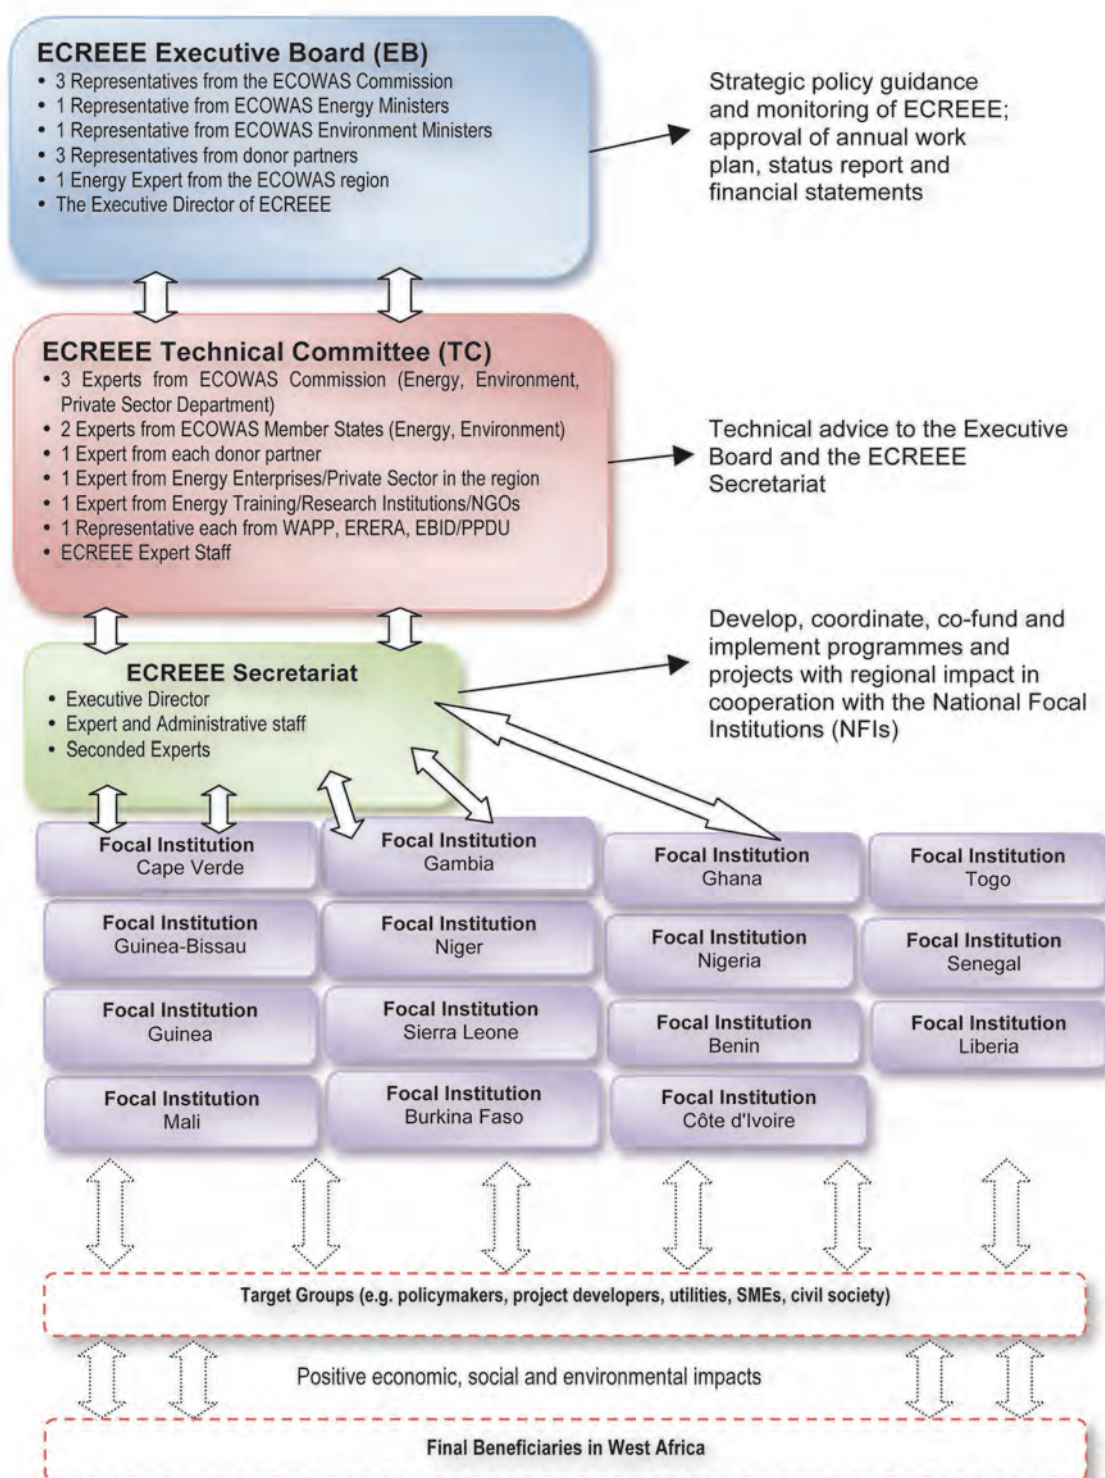 ECREEE Executive Board (EB)
• 3 Representatives from the ECOWAS Commission
• 1 Representative from ECOWAS Energy Ministers
• 1 Representative from ECOWAS Environment Ministers
• 3 Representatives from donor partners
• 1 Energy Expert from the ECOWAS region
• The Executive Director of ECREEE
Strategic policy guidance
and monitoring of ECREEE;
approval of annual work
plan, status report and
financial statements
ECREEE Technical Committee (TC)
• 3 Experts from ECOWAS Commission (Energy, Environment,
Private Sector Department)
• 2 Experts from ECOWAS Member States (Energy, Environment)
• 1 Expert from each donor partner
• 1 Expert from Energy Enterprises/Private Sector in the region
• 1 Expert from Energy Training/Research Institutions/NGOs
• 1 Representative each from WAPP, ERERA, EBID/PPDU
• ECREEE Expert Staff
Technical advice to the Executive
Board and the ECREEE
Secretariat
ECREEE Secretariat
• Executive Director
• Expert and Administrative staff
• Seconded Experts
Develop, coordinate, co-fund and
implement programmes and
projects with regional impact in
cooperation with the National Focal
Institutions (NFIs)
Focal Institution
Cape Verde
Focal Institution
Gambia
Focal Institution
Ghana
Focal Institution
Togo
Focal Institution
Guinea-Bissau
Focal Institution
Niger
Focal Institution
Nigeria
Focal Institution
Senegal
Focal Institution
Guinea
Focal Institution
Sierra Leone
Focal Institution
Benin
Focal Institution
Liberia
Focal Institution
Mali
Focal Institution
Burkina Faso
Focal Institution
Côte d'Ivoire
Target Groups (e.g. policymakers, project developers, utilities, SMEs, civil society)
Positive economic, social and environmental impacts
Final Beneficiaries in West Africa